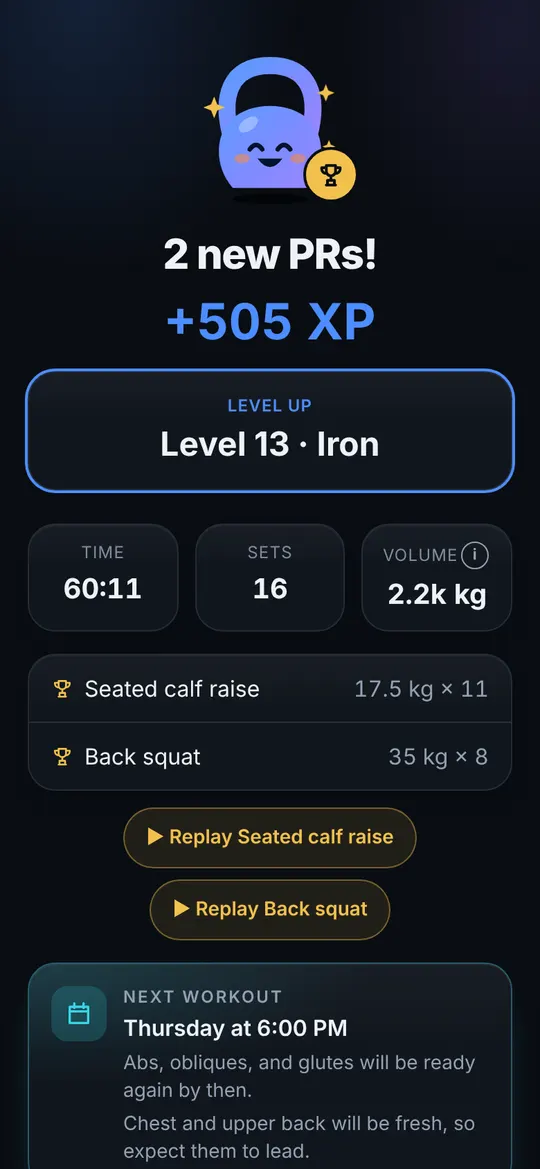 2 new PRs!
+505 XP
LEVEL UP
Level 13 · Iron
TIME
60:11
SETS
16
VOLUME i
2.2k kg
Seated calf raise 17.5 kg × 11
Back squat 35 kg × 8
▶ Replay Seated calf raise
▶ Replay Back squat
NEXT WORKOUT
Thursday at 6:00 PM
Abs, obliques, and glutes will be ready
again by then.
Chest and upper back will be fresh, so
expect them to lead.